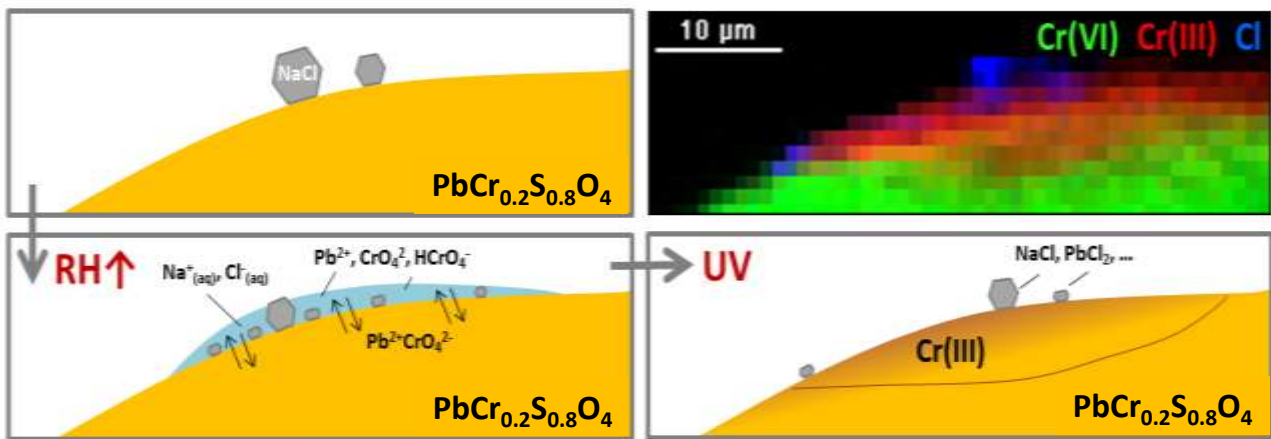 NaCl
PbCr₀.₂S₀.₈O₄
10 μm
Cr(VI) Cr(III) Cl
RH↑
Na⁺(aq), Cl⁻(aq)
Pb²⁺, CrO₄², HCrO₄⁻
Pb²⁺CrO₄²⁻
PbCr₀.₂S₀.₈O₄
UV
NaCl, PbCl₂, ...
Cr(III)
PbCr₀.₂S₀.₈O₄